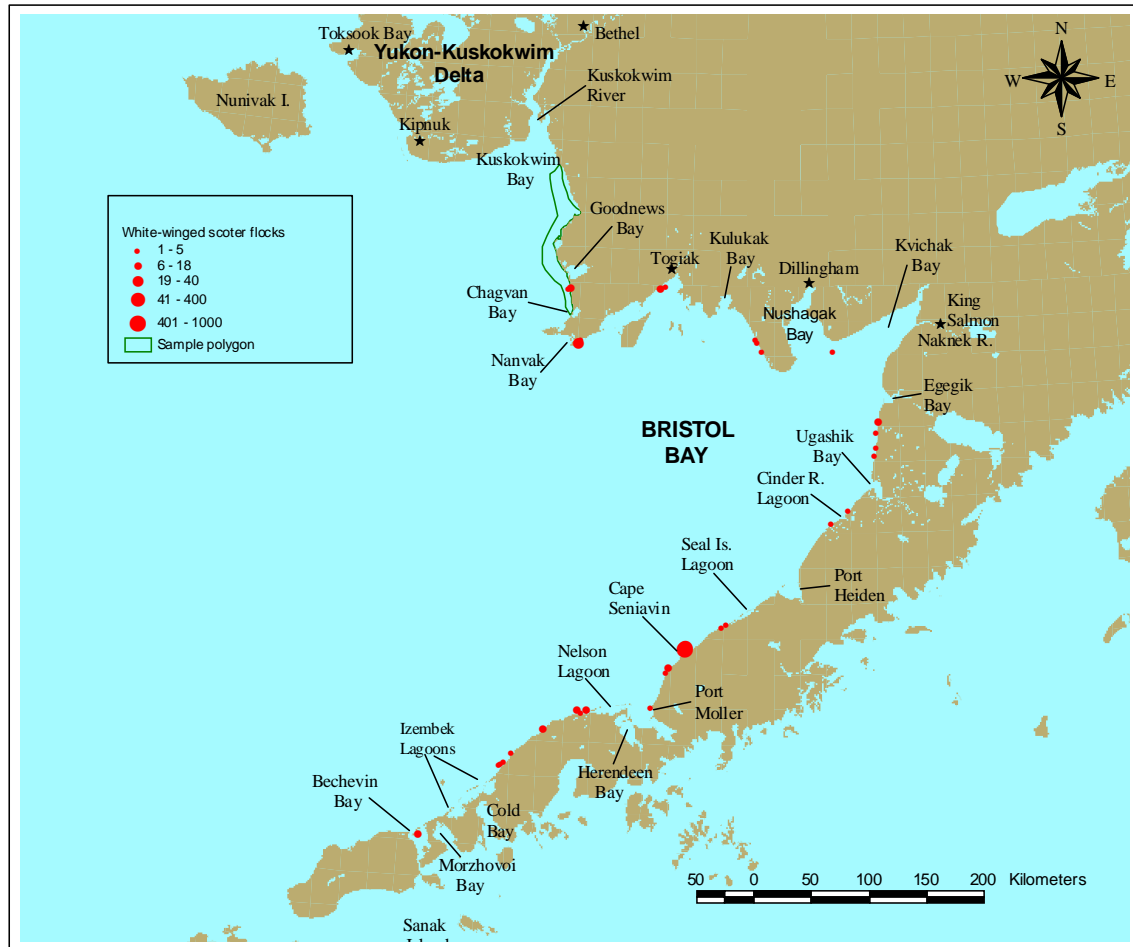 Toksook Bay
Bethel
Yukon-Kuskokwim
Delta
N
W
E
S
Nunivak I.
Kuskokwim
River
Kipnuk
Kuskokwim
Bay
White-winged scoter flocks
1 - 5
6 - 18
19 - 40
41 - 400
401 - 1000
Sample polygon
Goodnews
Bay
Togiak
Kulukak
Bay
Dillingham
Kvichak
Bay
Chagvan
Bay
Nushagak
Bay
King
Salmon
Naknek R.
Nanvak
Bay
Egegik
Bay
BRISTOL
BAY
Ugashik
Bay
Cinder R.
Lagoon
Seal Is.
Lagoon
Port
Heiden
Cape
Seniavin
Nelson
Lagoon
Port
Moller
Izembek
Lagoons
Herendeen
Bay
Bechevin
Bay
Cold
Bay
Morzhovoi
Bay
50 0 50 100 150 200 Kilometers
Sanak